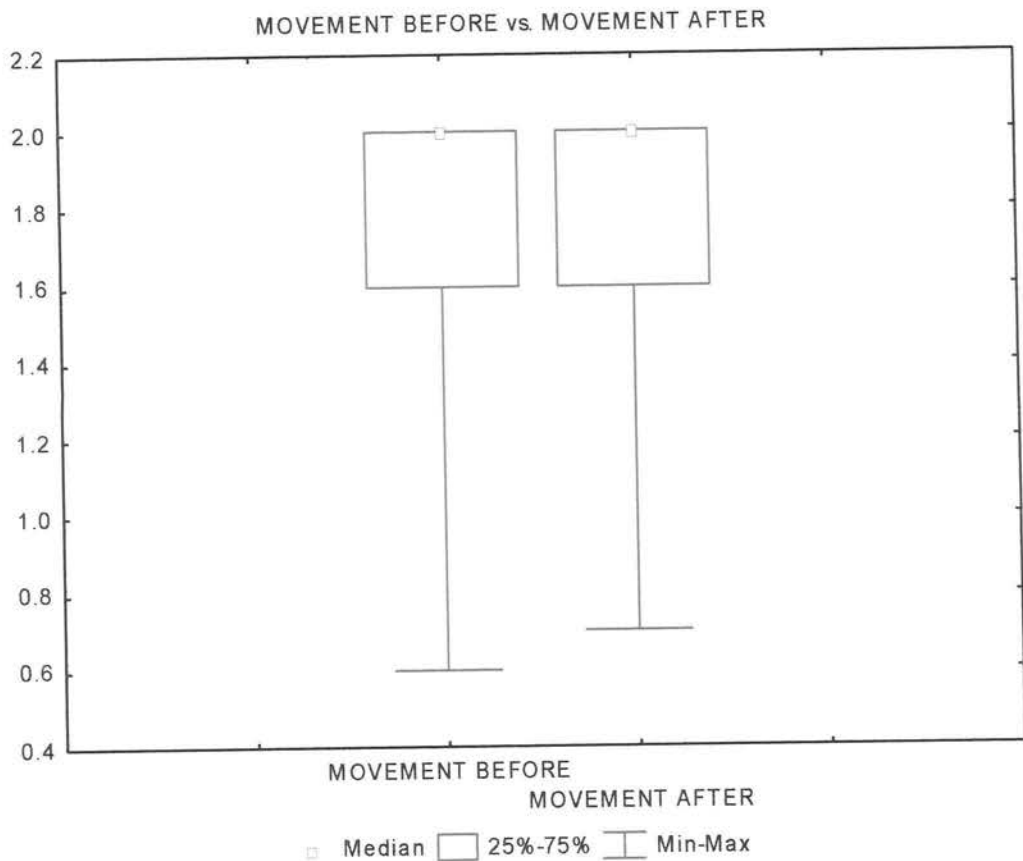 MOVEMENT BEFORE vs. MOVEMENT AFTER
2.2
2.0
1.8
1.6
1.4
1.2
1.0
0.8
0.6
0.4
MOVEMENT BEFORE
MOVEMENT AFTER
Median 25%-75% Min-Max